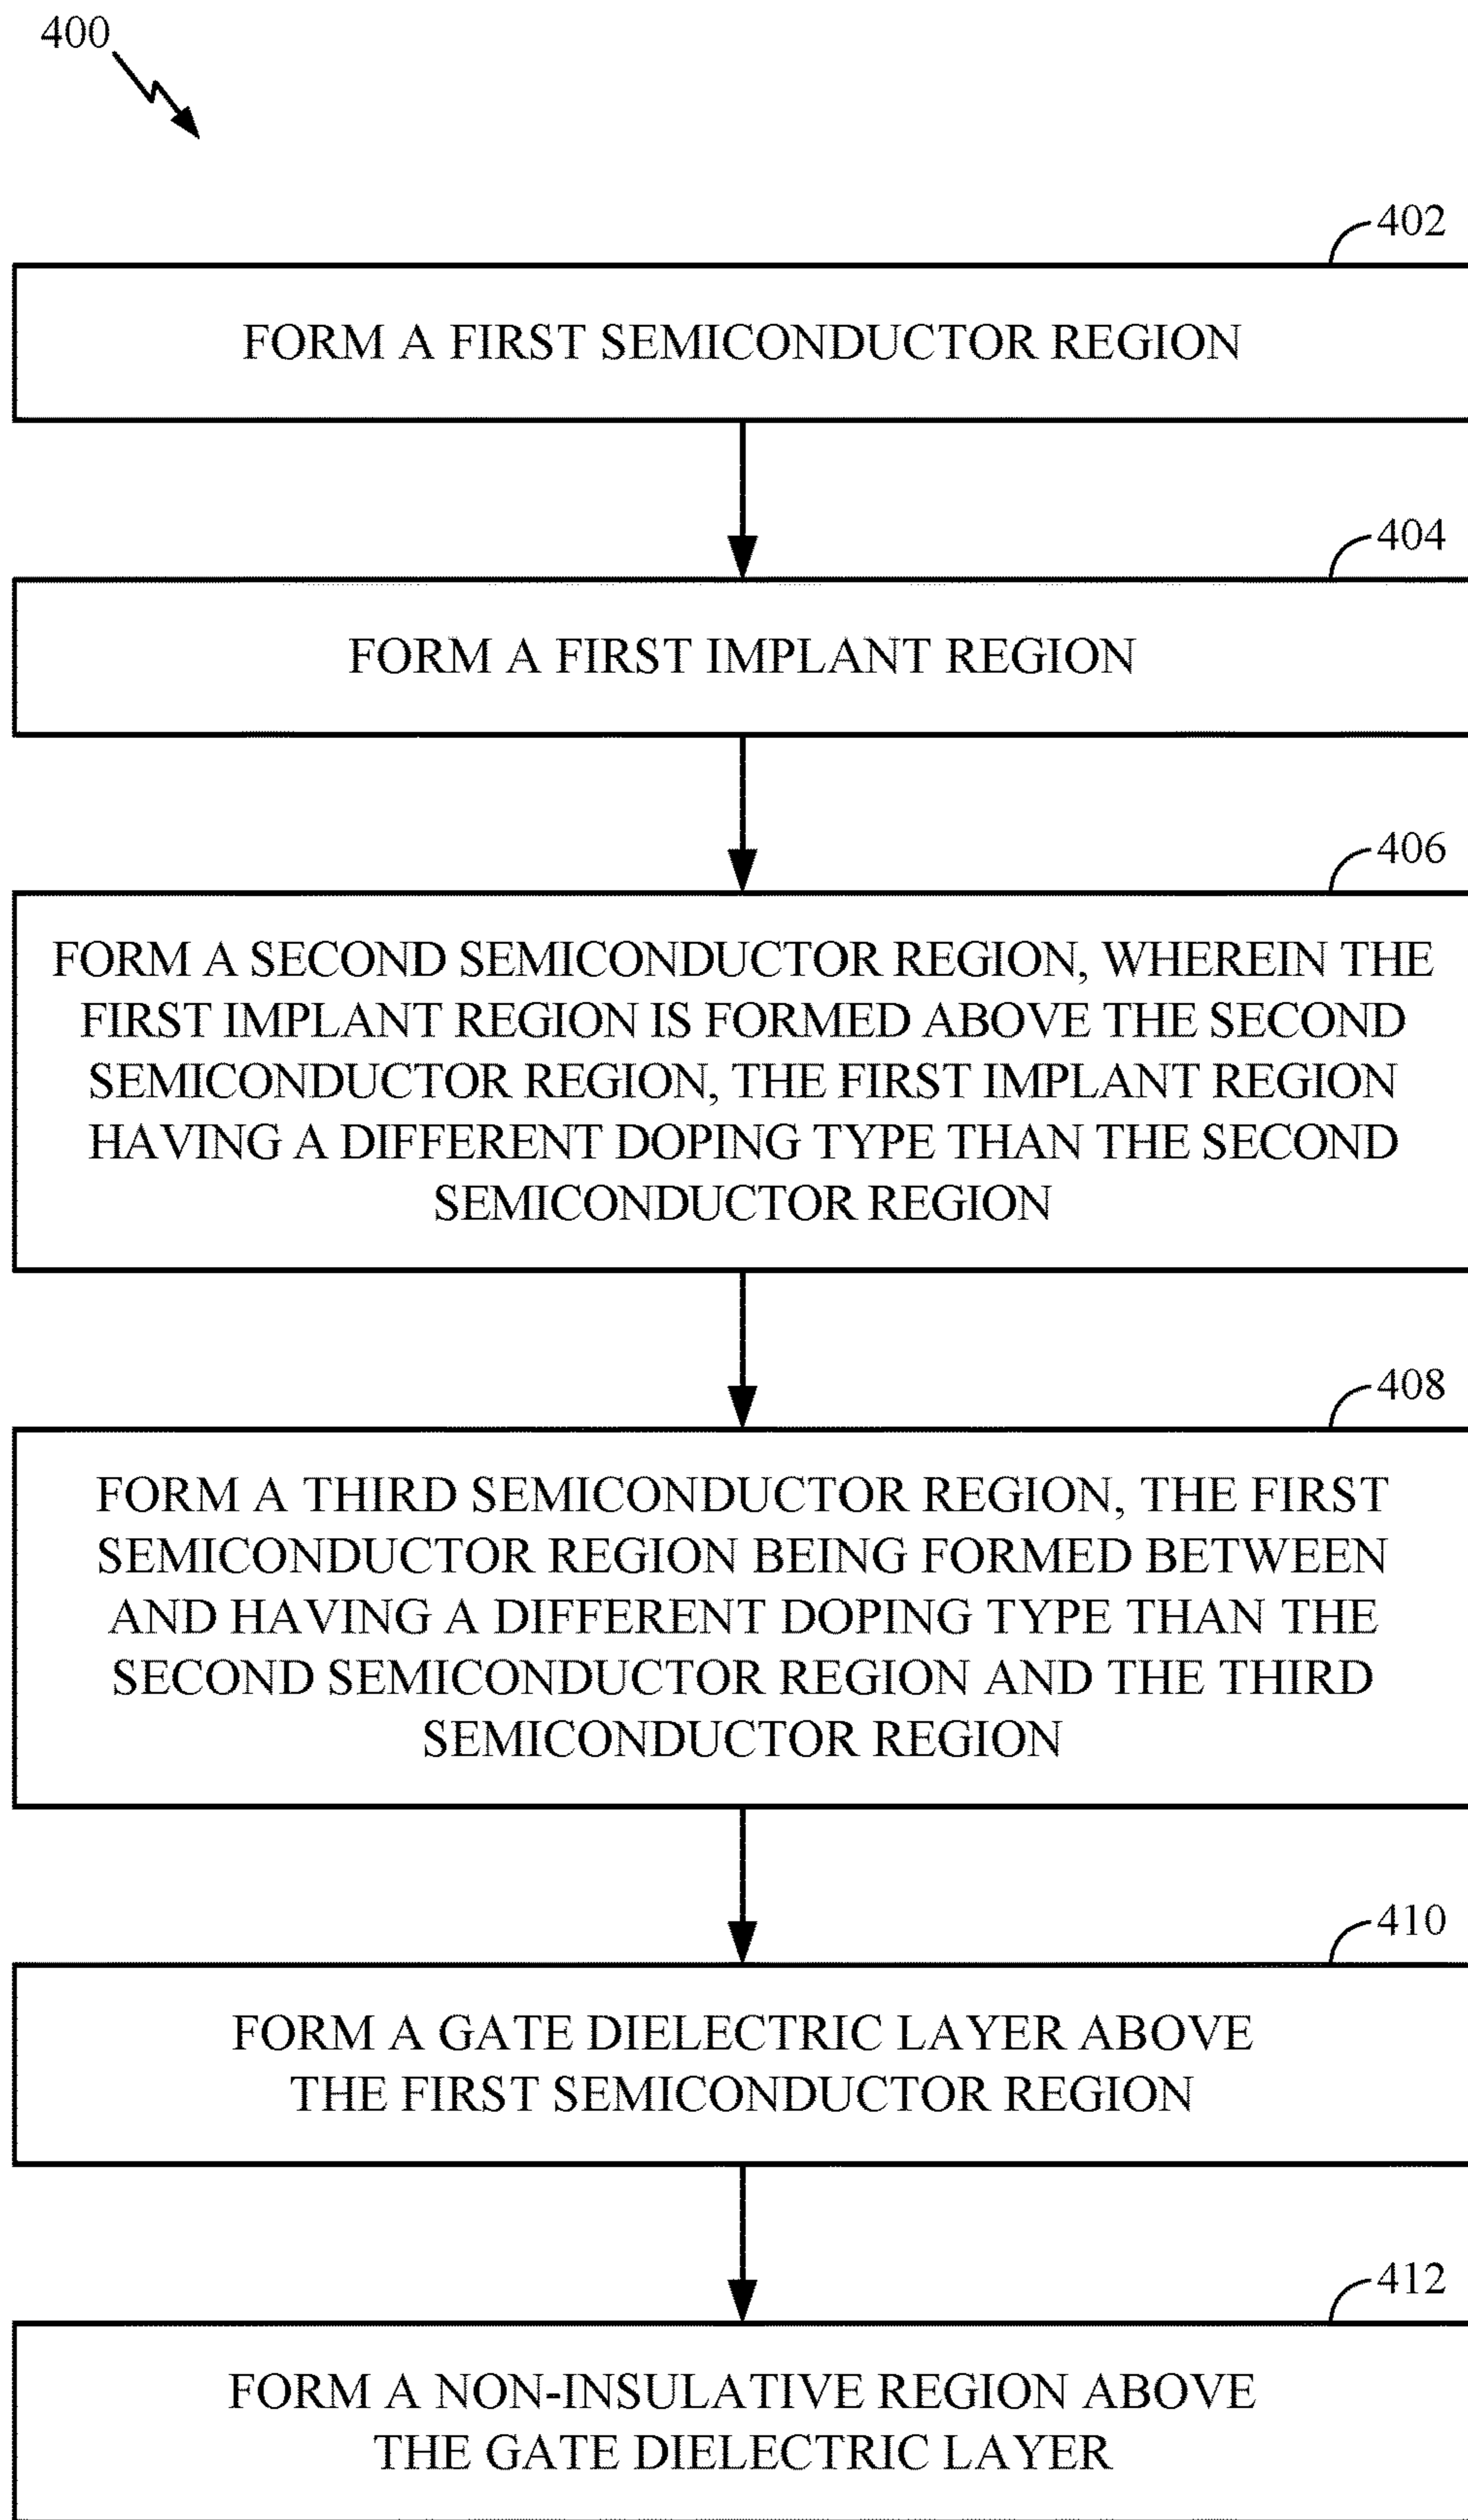 400
402
FORM A FIRST SEMICONDUCTOR REGION
404
FORM A FIRST IMPLANT REGION
406
FORM A SECOND SEMICONDUCTOR REGION, WHEREIN THE
FIRST IMPLANT REGION IS FORMED ABOVE THE SECOND
SEMICONDUCTOR REGION, THE FIRST IMPLANT REGION
HAVING A DIFFERENT DOPING TYPE THAN THE SECOND
SEMICONDUCTOR REGION
408
FORM A THIRD SEMICONDUCTOR REGION, THE FIRST
SEMICONDUCTOR REGION BEING FORMED BETWEEN
AND HAVING A DIFFERENT DOPING TYPE THAN THE
SECOND SEMICONDUCTOR REGION AND THE THIRD
SEMICONDUCTOR REGION
410
FORM A GATE DIELECTRIC LAYER ABOVE
THE FIRST SEMICONDUCTOR REGION
412
FORM A NON-INSULATIVE REGION ABOVE
THE GATE DIELECTRIC LAYER